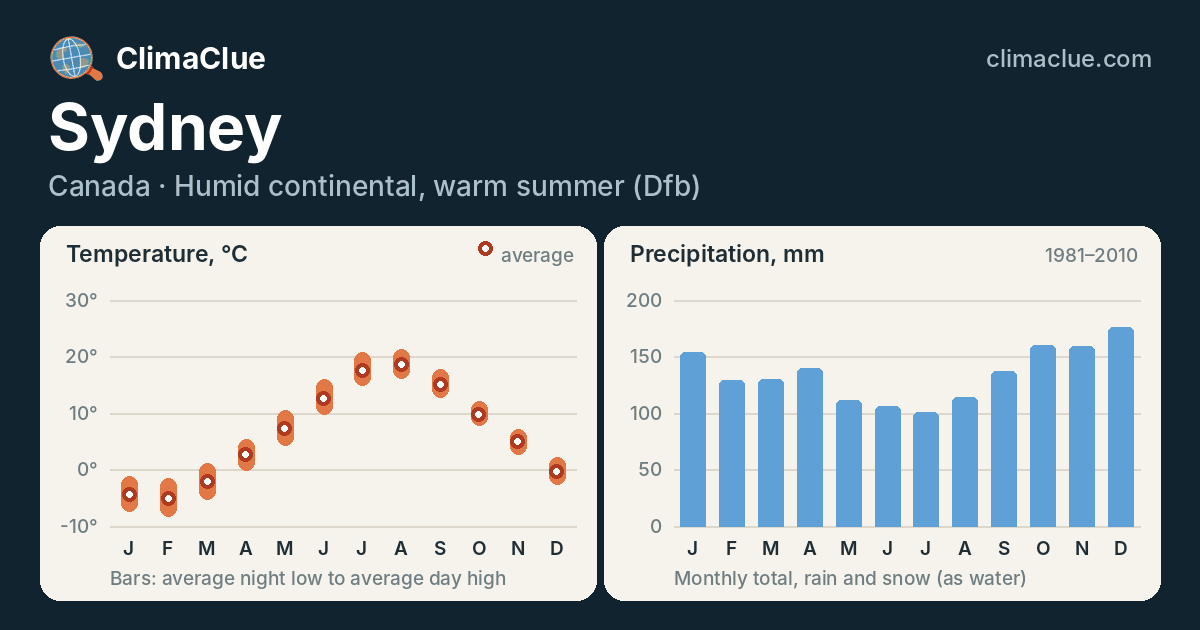 ClimaClue
climaclue.com
Sydney
Canada · Humid continental, warm summer (Dfb)
Temperature, °C
average
30°
20°
10°
0°
-10°
J F M A M J J A S O N D
Bars: average night low to average day high
Precipitation, mm
1981–2010
200
150
100
50
0
J F M A M J J A S O N D
Monthly total, rain and snow (as water)